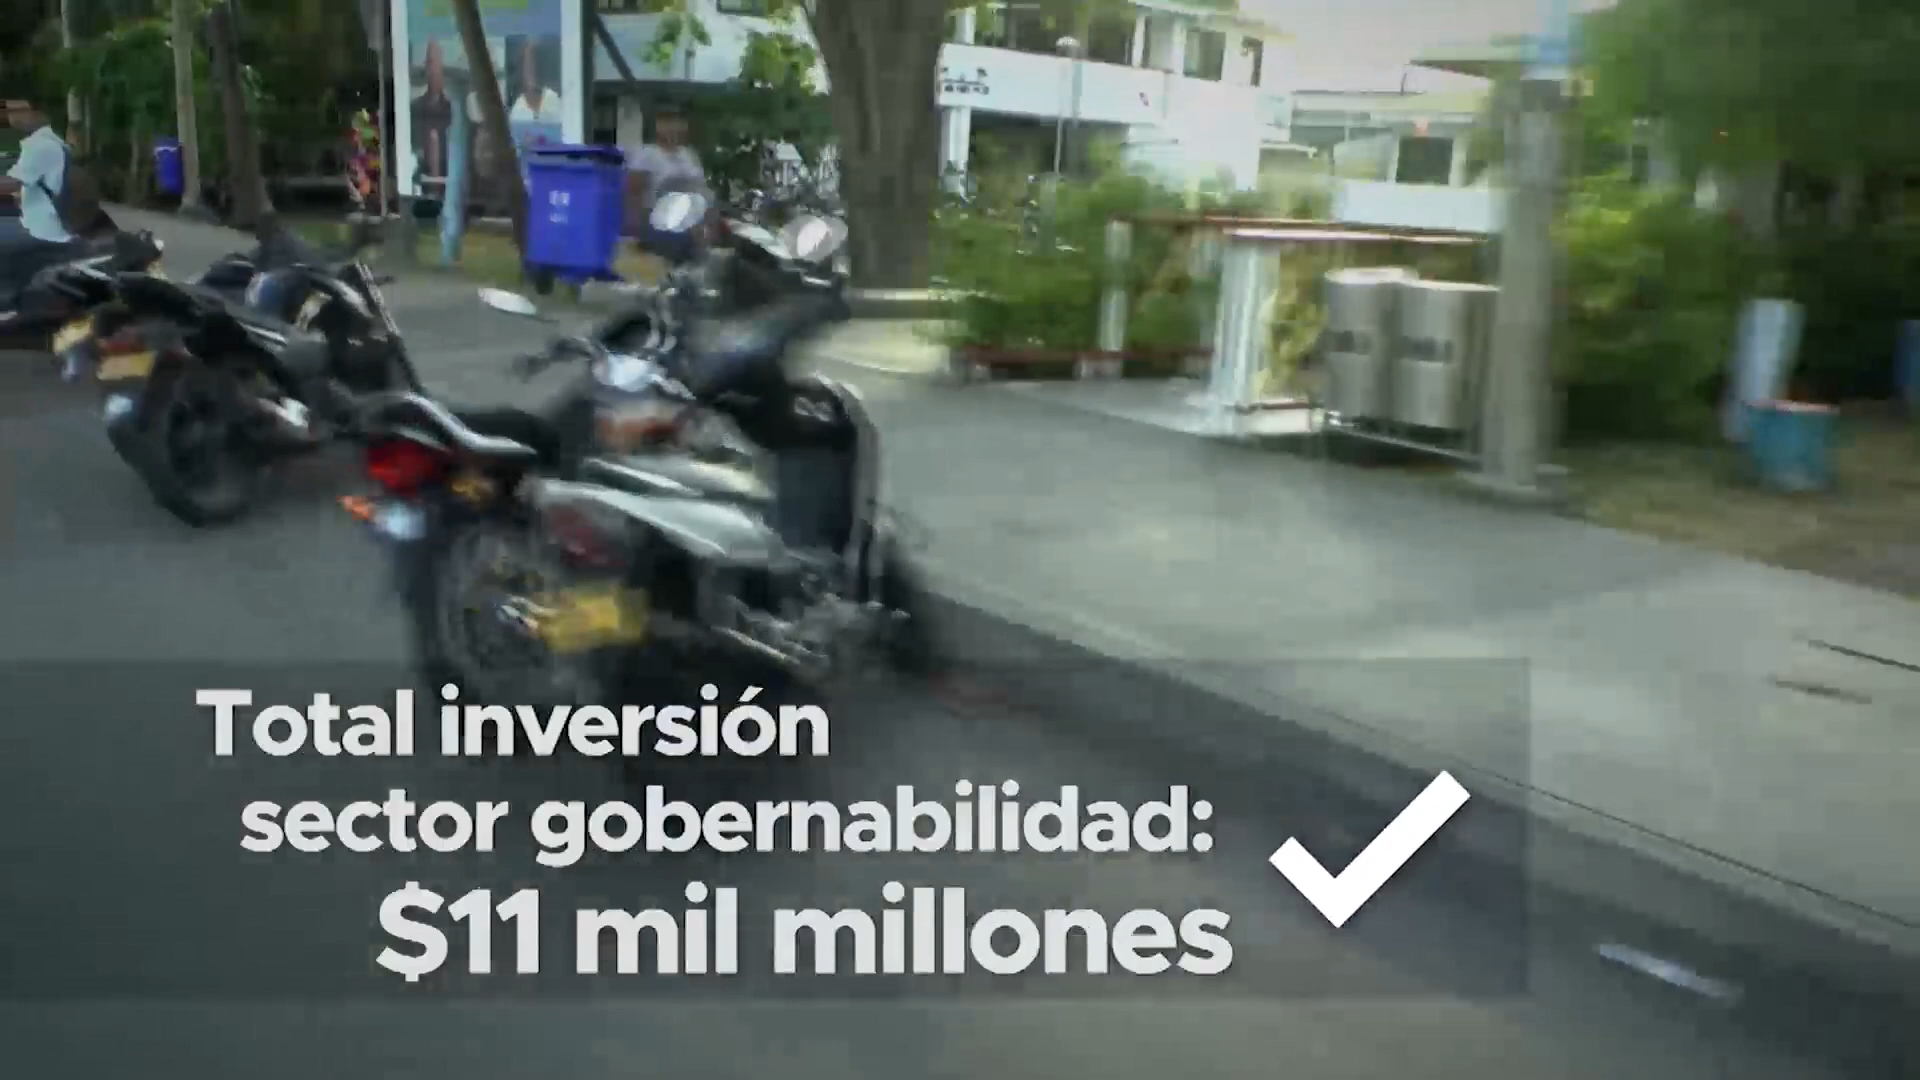 Total inversión
sector gobernabilidad:
$11 mil millones